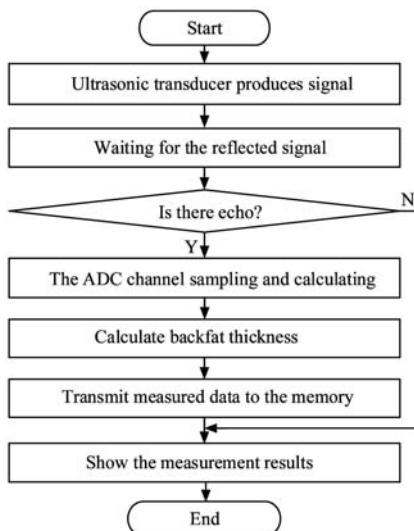 Start
Ultrasonic transducer produces signal
Waiting for the reflected signal
Is there echo?
N
Y
The ADC channel sampling and calculating
Calculate backfat thickness
Transmit measured data to the memory
Show the measurement results
End